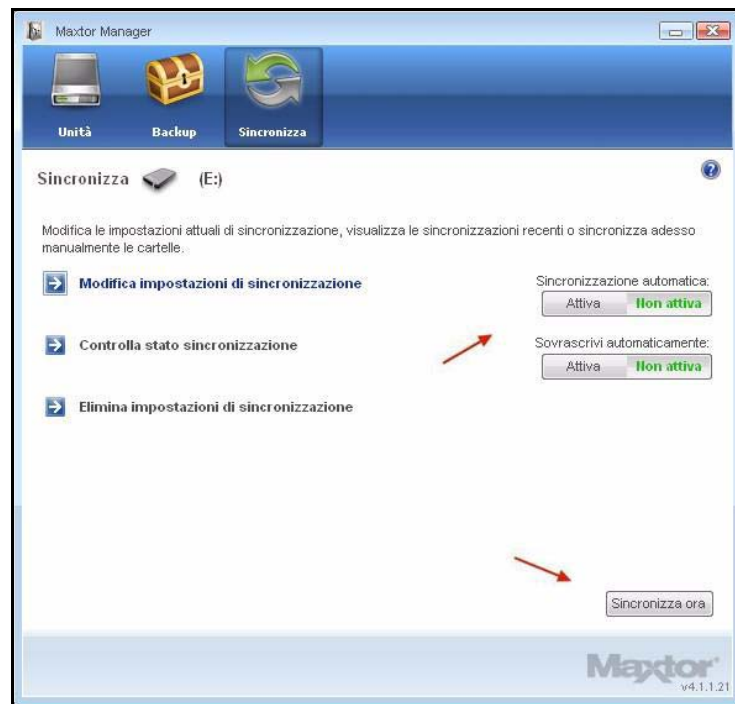 Maxtor Manager
Unità Backup Sincronizza
Sincronizza (E:)
Modifica le impostazioni attuali di sincronizzazione, visualizza le sincronizzazioni recenti o sincronizza adesso
manualmente le cartelle.
Modifica impostazioni di sincronizzazione
Sincronizzazione automatica:
Attiva Non attiva
Controlla stato sincronizzazione
Sovrascrivi automaticamente:
Attiva Non attiva
Elimina impostazioni di sincronizzazione
Sincronizza ora
Maxtor
v4.1.1.21